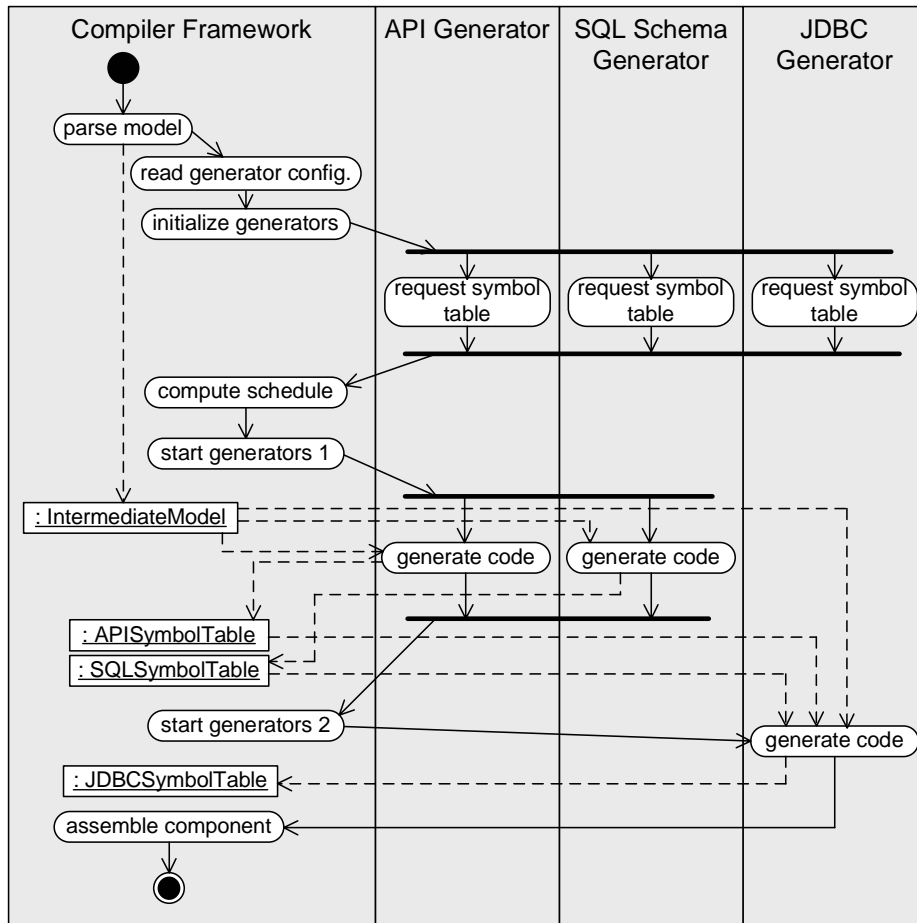 Compiler Framework
API Generator
SQL Schema
Generator
JDBC
Generator
parse model
read generator config.
initialize generators
request symbol
table
request symbol
table
request symbol
table
compute schedule
start generators 1
: IntermediateModel
generate code
generate code
: APISymbolTable
: SQLSymbolTable
start generators 2
generate code
: JDBCSymbolTable
assemble component